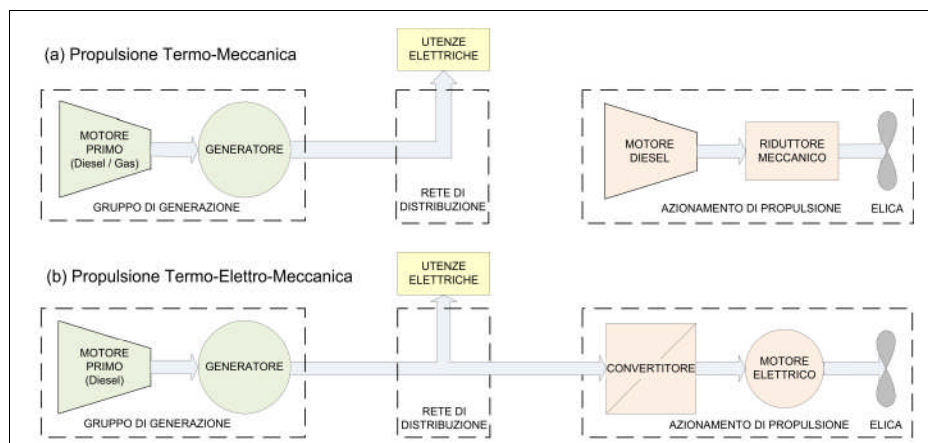 (a) Propulsione Termo-Meccanica
UTENZE
ELETTRICHE
MOTORE
PRIMO
(Diesel / Gas)
GENERATORE
GRUPPO DI GENERAZIONE
RETE DI
DISTRIBUZIONE
MOTORE
DIESEL
RIDUTTORE
MECCANICO
AZIONAMENTO DI PROPULSIONE
ELICA
(b) Propulsione Termo-Elettro-Meccanica
UTENZE
ELETTRICHE
MOTORE
PRIMO
(Diesel)
GENERATORE
GRUPPO DI GENERAZIONE
RETE DI
DISTRIBUZIONE
CONVERTITORE
MOTORE
ELETTRICO
AZIONAMENTO DI PROPULSIONE
ELICA